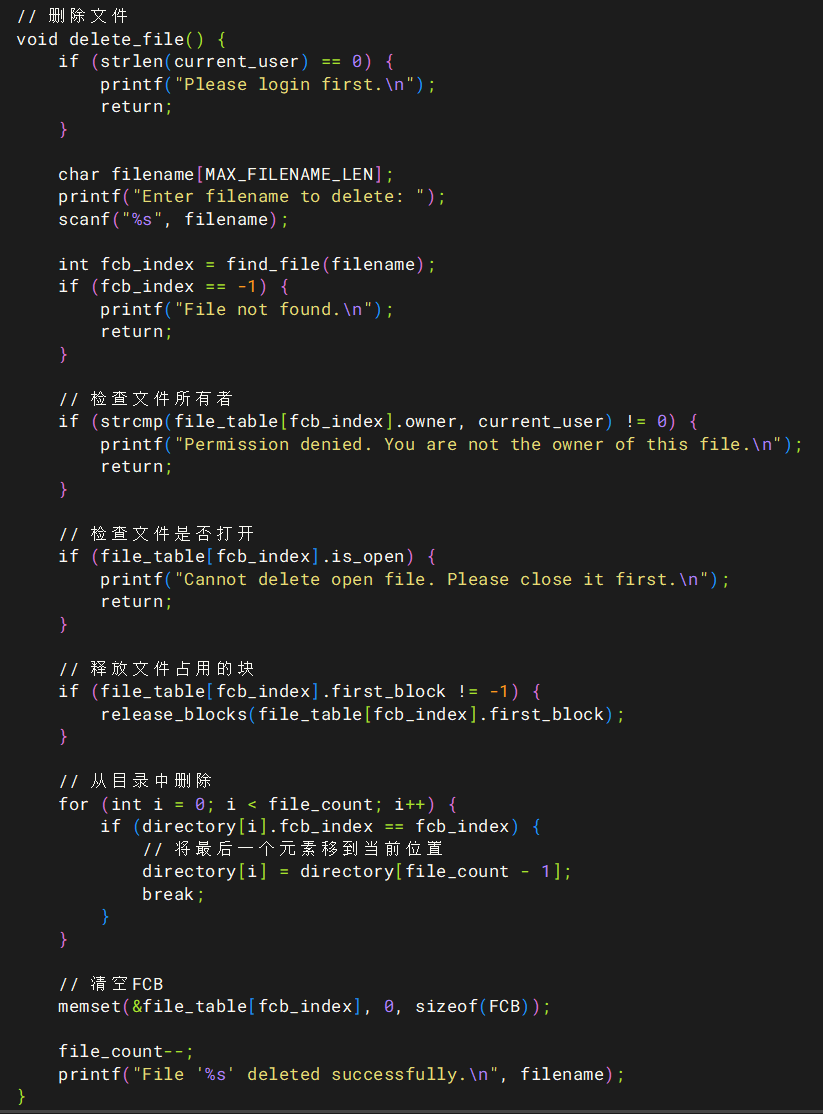 // 删除文件
void delete_file() {
    if (strlen(current_user) == 0) {
        printf("Please login first.\n");
        return;
    }

    char filename[MAX_FILENAME_LEN];
    printf("Enter filename to delete: ");
    scanf("%s", filename);

    int fcb_index = find_file(filename);
    if (fcb_index == -1) {
        printf("File not found.\n");
        return;
    }

    // 检查文件所有者
    if (strcmp(file_table[fcb_index].owner, current_user) != 0) {
        printf("Permission denied. You are not the owner of this file.\n");
        return;
    }

    // 检查文件是否打开
    if (file_table[fcb_index].is_open) {
        printf("Cannot delete open file. Please close it first.\n");
        return;
    }

    // 释放文件占用的块
    if (file_table[fcb_index].first_block != -1) {
        release_blocks(file_table[fcb_index].first_block);
    }

    // 从目录中删除
    for (int i = 0; i < file_count; i++) {
        if (directory[i].fcb_index == fcb_index) {
            // 将最后一个元素移到当前位置
            directory[i] = directory[file_count - 1];
            break;
        }
    }

    // 清空FCB
    memset(&file_table[fcb_index], 0, sizeof(FCB));

    file_count--;
    printf("File '%s' deleted successfully.\n", filename);
}